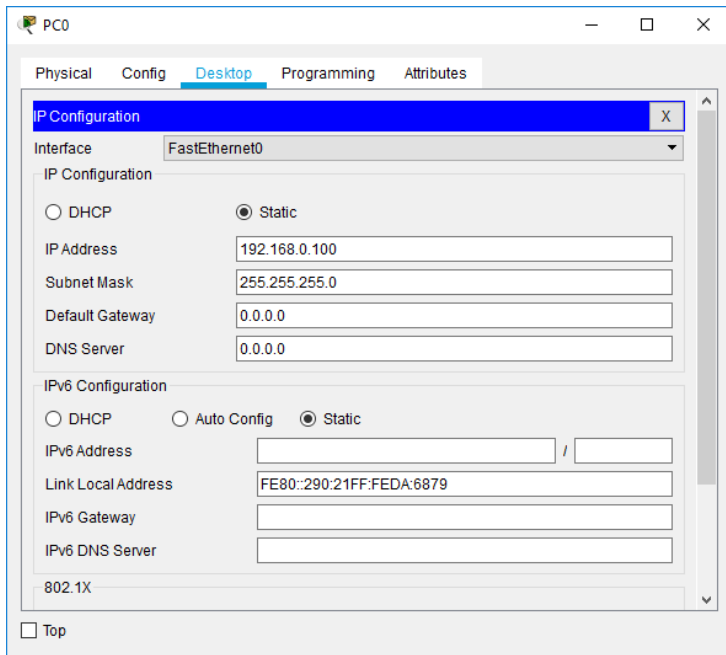 PC0
Physical Config Desktop Programming Attributes
IP Configuration X
Interface FastEthernet0
IP Configuration
DHCP Static
IP Address 192.168.0.100
Subnet Mask 255.255.255.0
Default Gateway 0.0.0.0
DNS Server 0.0.0.0
IPv6 Configuration
DHCP Auto Config Static
IPv6 Address /
Link Local Address FE80::290:21FF:FEDA:6879
IPv6 Gateway
IPv6 DNS Server
802.1X
Top